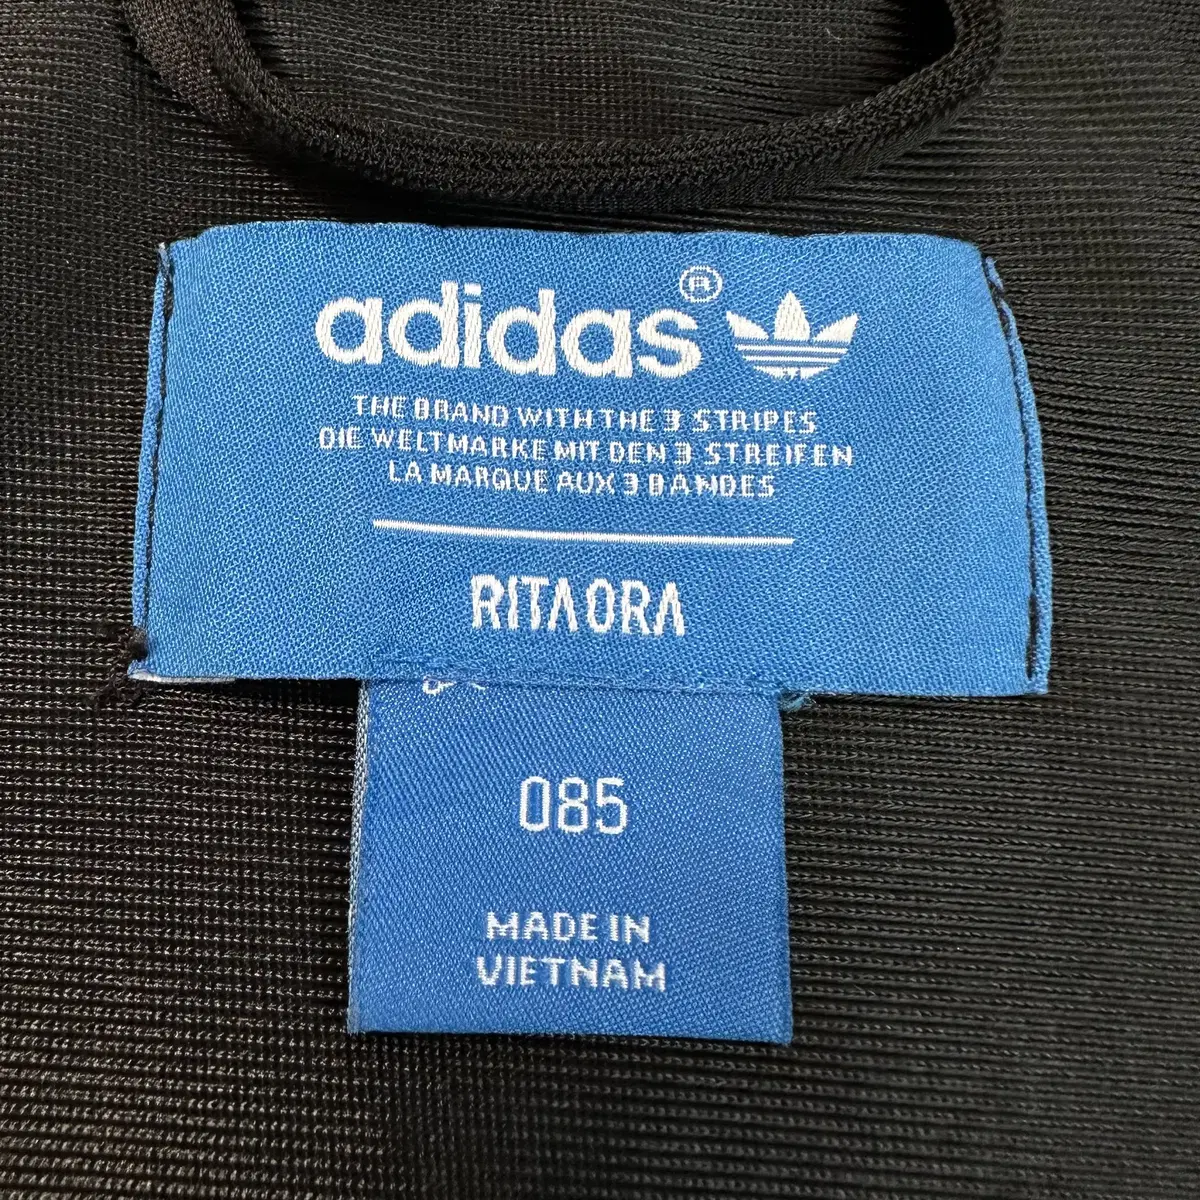 adidas®
THE BRAND WITH THE 3 STRIPES
DIE WELTMARKE MIT DEN 3 STREIFEN
LA MARQUE AUX 3 BANDES
RITA ORA
085
MADE IN
VIETNAM